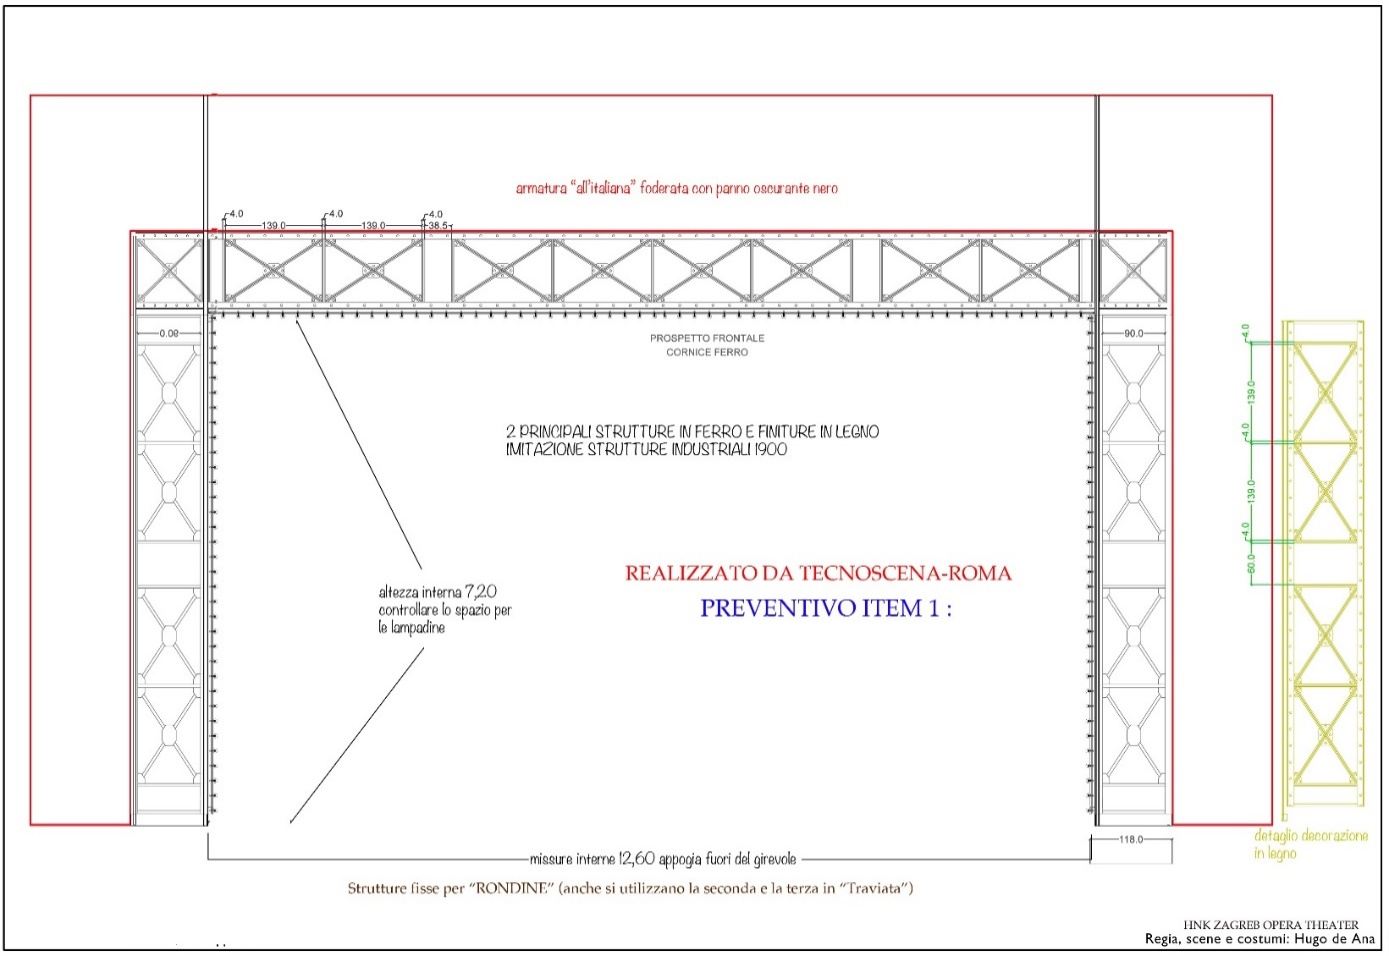 armatura “all’italiana” foderata con panno oscurante nero
4.0 4.0 4.0
139.0 139.0 38.5
PROSPETTO FRONTALE
CORNICE FERRO
90.0 90.0
2 PRINCIPALI STRUTTURE IN FERRO E FINITURE IN LEGNO
IMITAZIONE STRUTTURE INDUSTRIALI 1900
REALIZZATO DA TECNOSCENA-ROMA
PREVENTIVO ITEM 1 :
altezza interna 7,20
controllare lo spazio per
le lampadine
4.0
139.0
4.0
139.0
4.0
60.0
detaglio decorazione
in legno
118.0
missure interne 12,60 appogia fuori del girevole
Strutture fisse per “RONDINE” (anche si utilizzano la seconda e la terza in “Traviata”)
HNK ZAGREB OPERA THEATER
Regia, scene e costumi: Hugo de Ana